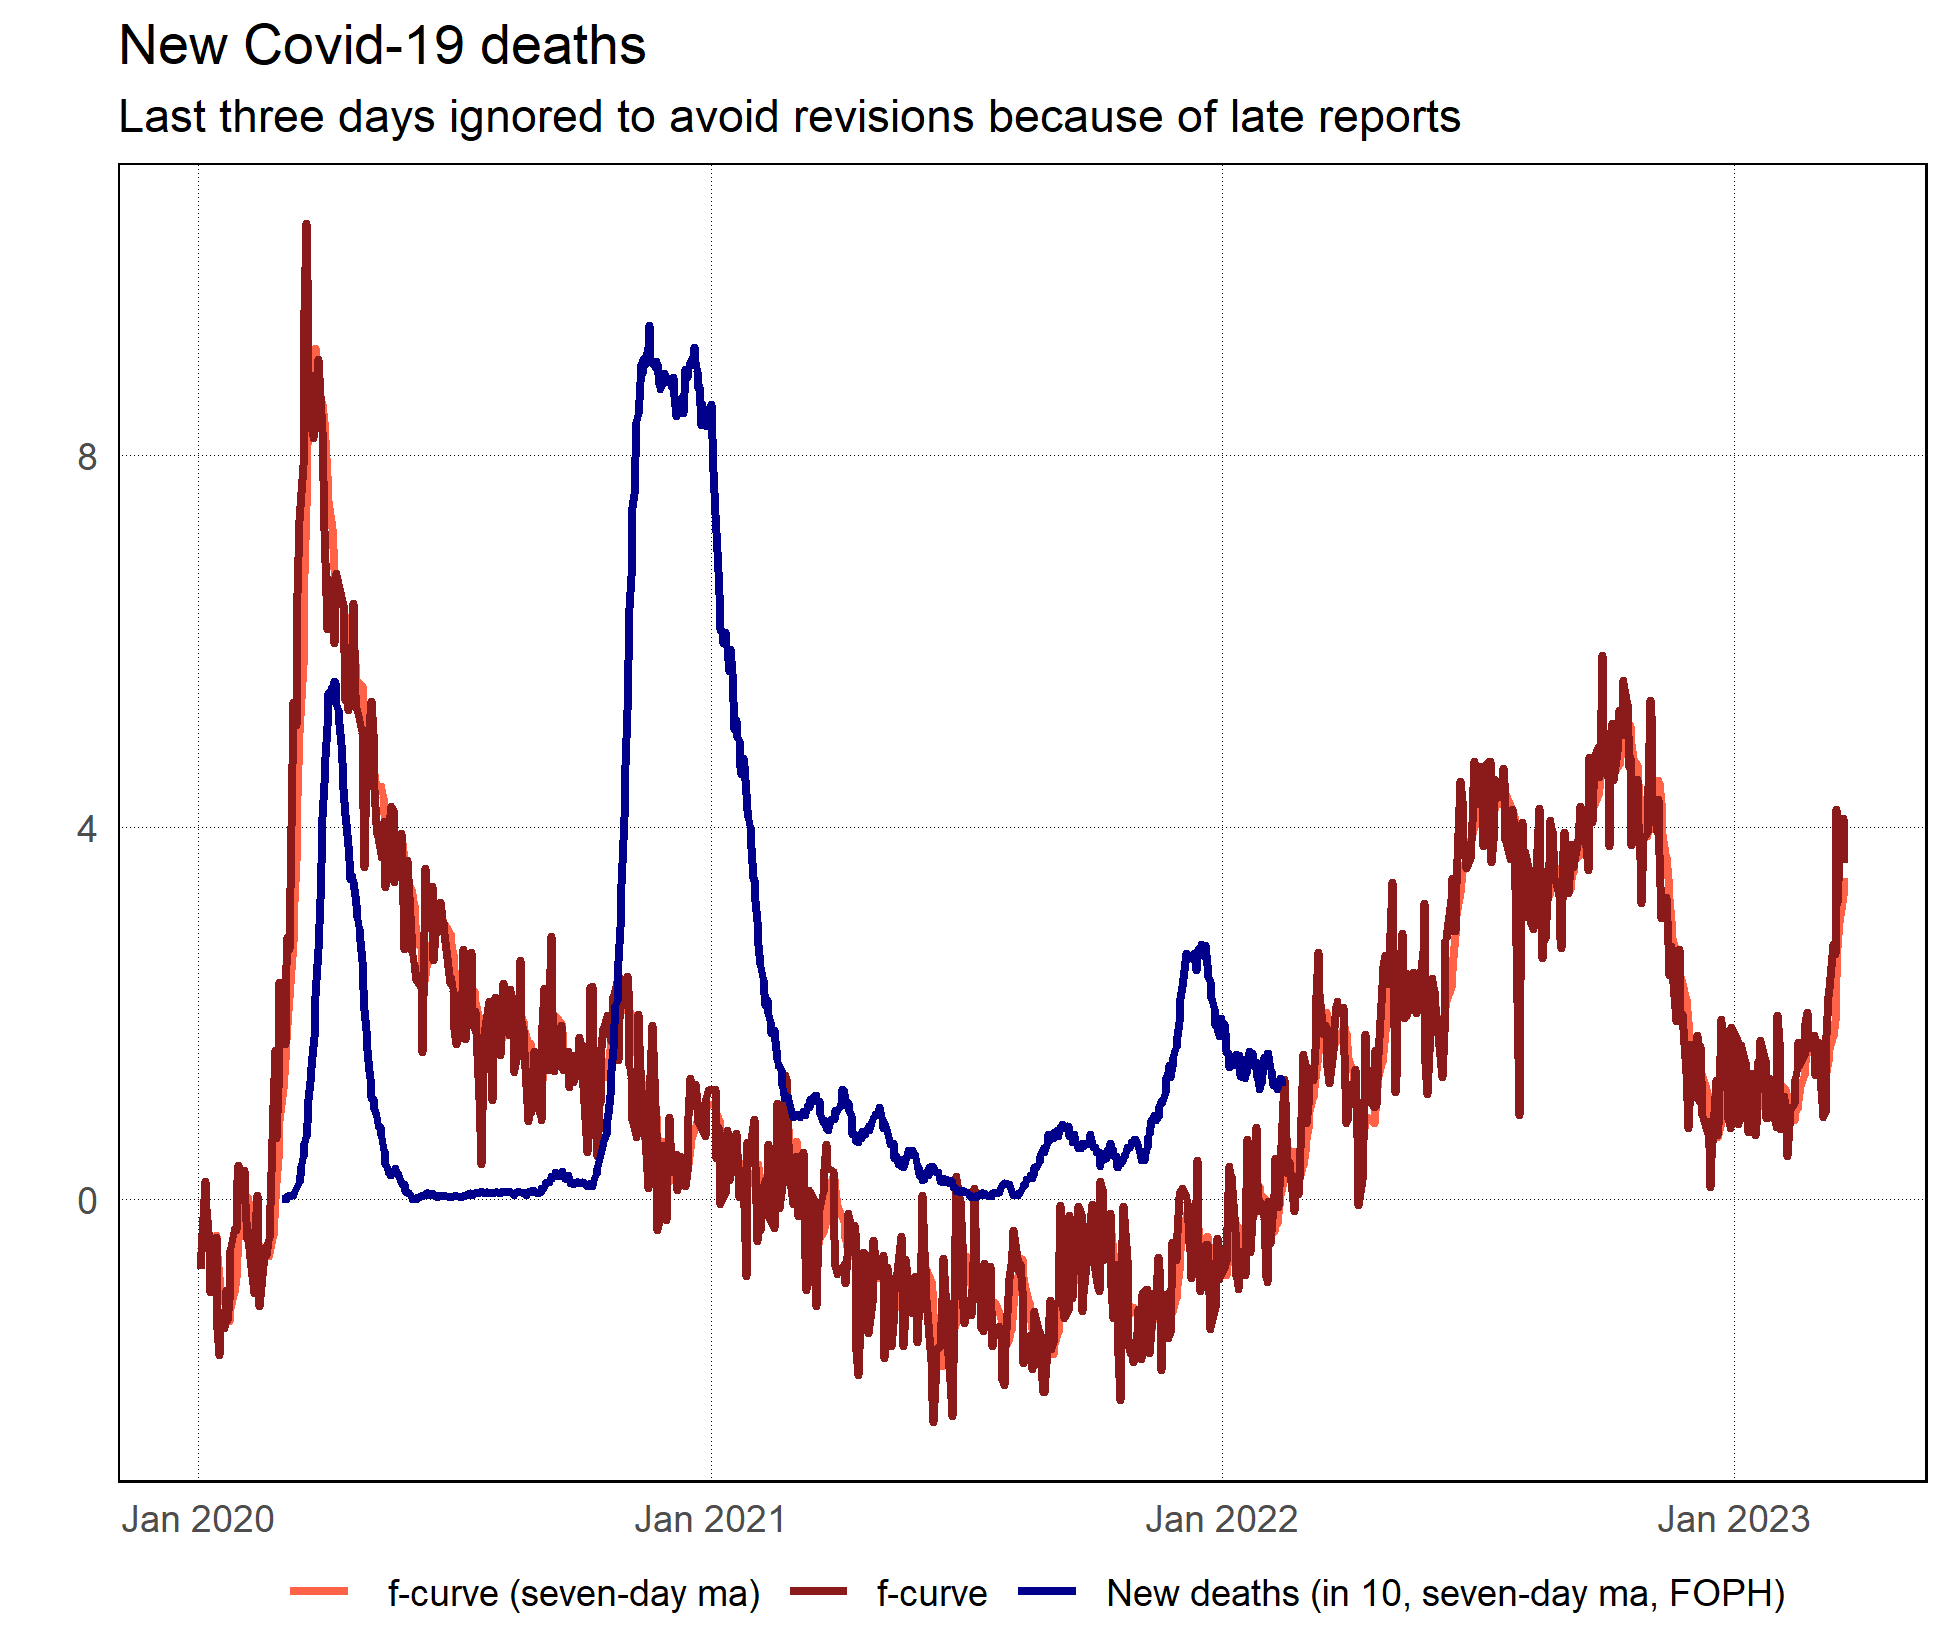 New Covid-19 deaths
Last three days ignored to avoid revisions because of late reports
8
4
0
Jan 2020 Jan 2021 Jan 2022 Jan 2023
f-curve (seven-day ma) f-curve New deaths (in 10, seven-day ma, FOPH)